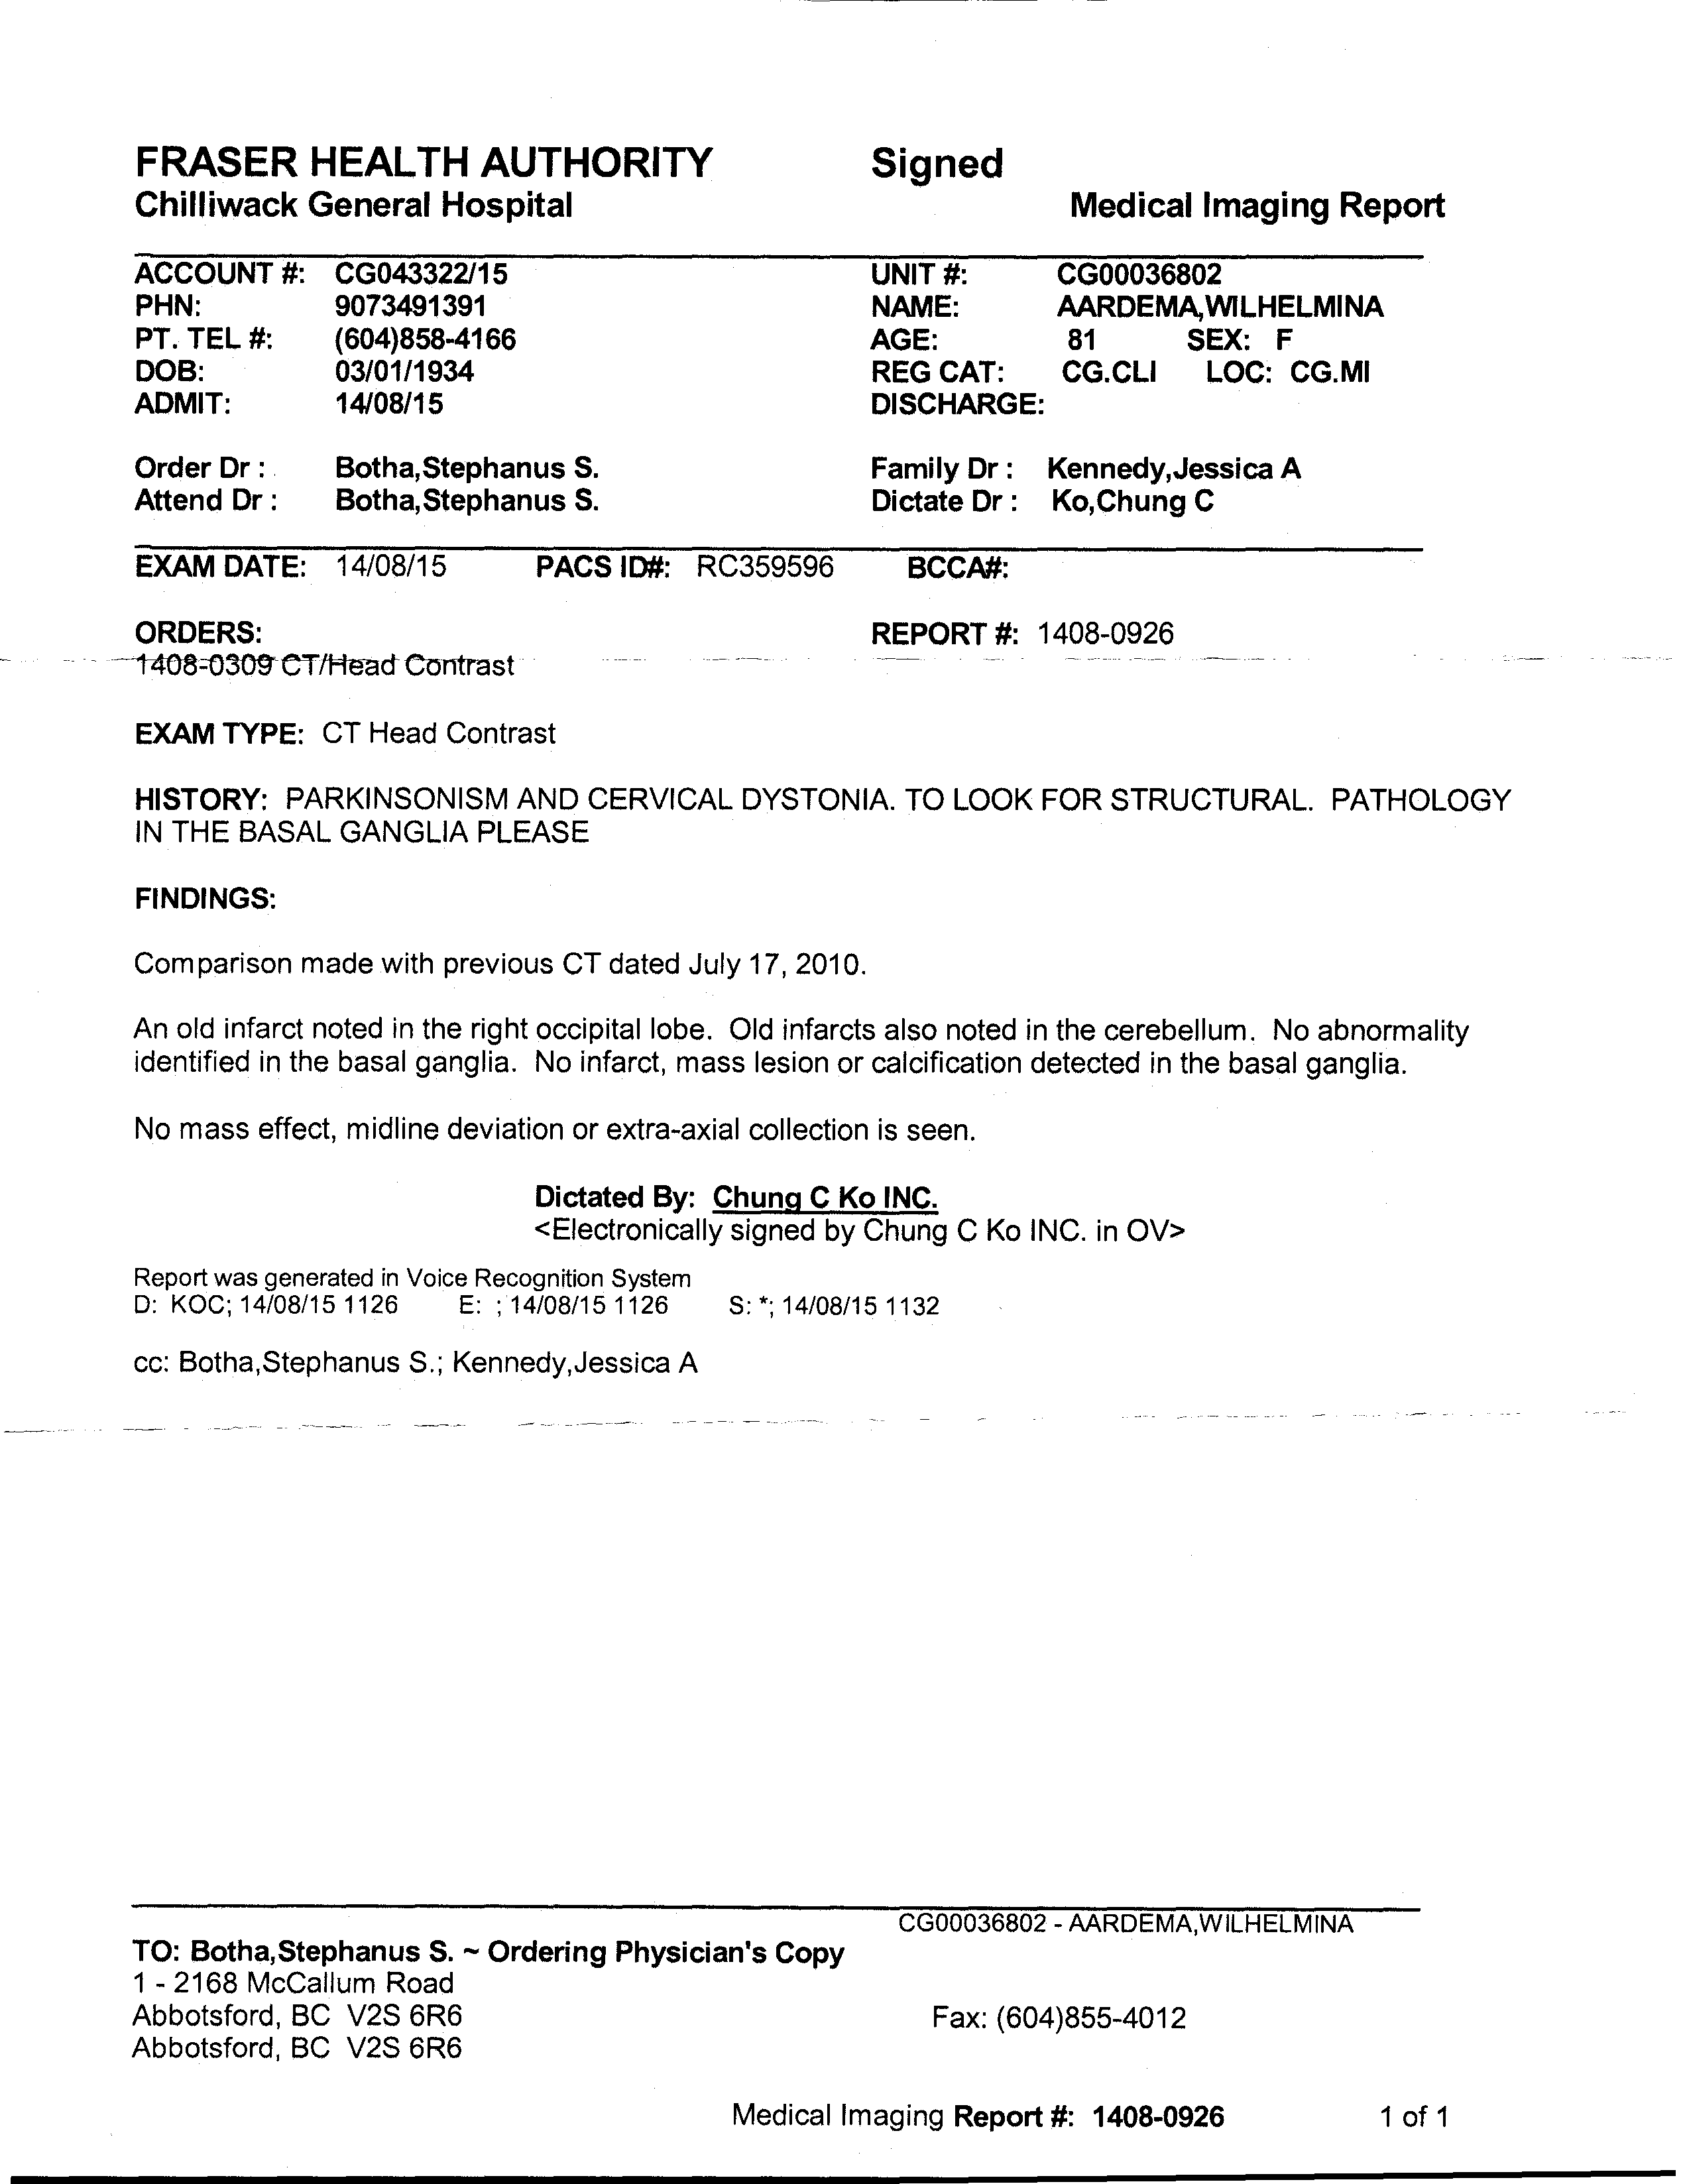 FRASER HEALTH AUTHORITY Signed
Chilliwack General Hospital Medical Imaging Report
ACCOUNT #: CG043322/15 UNIT #: CG00036802
PHN: 9073491391 NAME: AARDEMA,WILHELMINA
PT. TEL #: (604)858-4166 AGE: 81 SEX: F
DOB: 03/01/1934 REG CAT: CG.CLI LOC: CG.MI
ADMIT: 14/08/15 DISCHARGE:
Order Dr : Botha,Stephanus S. Family Dr : Kennedy,Jessica A
Attend Dr : Botha,Stephanus S. Dictate Dr : Ko,Chung C
EXAM DATE: 14/08/15 PACS ID#: RC359596 BCCA#:
ORDERS: REPORT #: 1408-0926
1408-0309 CT/Head Contrast
EXAM TYPE: CT Head Contrast
HISTORY: PARKINSONISM AND CERVICAL DYSTONIA. TO LOOK FOR STRUCTURAL. PATHOLOGY
IN THE BASAL GANGLIA PLEASE
FINDINGS:
Comparison made with previous CT dated July 17, 2010.
An old infarct noted in the right occipital lobe. Old infarcts also noted in the cerebellum. No abnormality
identified in the basal ganglia. No infarct, mass lesion or calcification detected in the basal ganglia.
No mass effect, midline deviation or extra-axial collection is seen.
Dictated By: Chung C Ko INC.
<Electronically signed by Chung C Ko INC. in OV>
Report was generated in Voice Recognition System
D: KOC; 14/08/15 1126 E: ; 14/08/15 1126 S: *; 14/08/15 1132
cc: Botha,Stephanus S.; Kennedy,Jessica A
CG00036802 - AARDEMA,WILHELMINA
TO: Botha,Stephanus S. ~ Ordering Physician's Copy
1 - 2168 McCallum Road
Abbotsford, BC V2S 6R6 Fax: (604)855-4012
Abbotsford, BC V2S 6R6
Medical Imaging Report #: 1408-0926 1 of 1